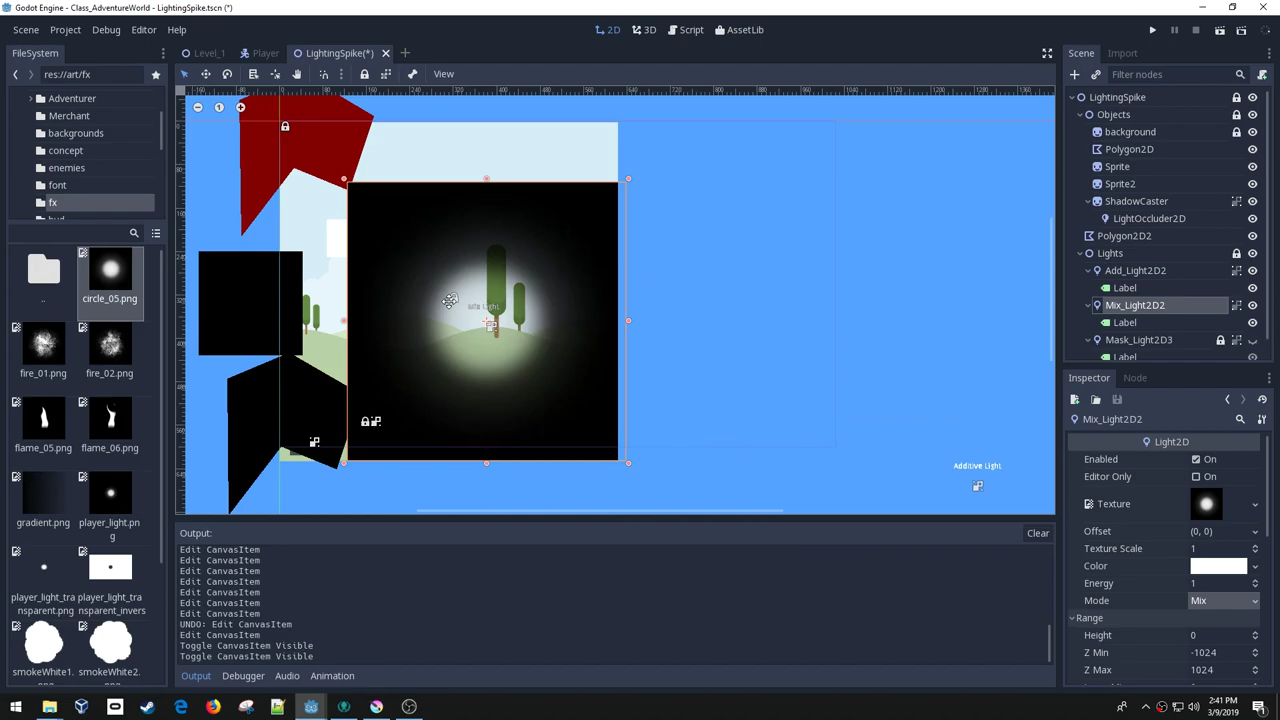 Godot Engine - Class_AdventureWorld - LightingSpike.tscn (*)
Scene Project Debug Editor Help
2D 3D Script AssetLib
FileSystem
Level_1 Player LightingSpike(*)
Scene Import
res://art/fx
View
Filter nodes
Adventurer
Merchant
backgrounds
concept
enemies
font
fx
..
circle_05.png
fire_01.png
fire_02.png
flame_05.png
flame_06.png
gradient.png
player_light.pn
g
player_light_tra
nsparent.png
player_light_tra
nsparent_invers
smokeWhite1.
smokeWhite2.
Mix Light
Additive Light
Output:
Clear
Edit CanvasItem
Edit CanvasItem
Edit CanvasItem
Edit CanvasItem
Edit CanvasItem
Edit CanvasItem
Edit CanvasItem
UNDO: Edit CanvasItem
Edit CanvasItem
Toggle CanvasItem Visible
Toggle CanvasItem Visible
Output Debugger Audio Animation
LightingSpike
Objects
background
Polygon2D
Sprite
Sprite2
ShadowCaster
LightOccluder2D
Polygon2D2
Lights
Add_Light2D2
Label
Mix_Light2D2
Label
Mask_Light2D3
Label
Inspector Node
Mix_Light2D2
Light2D
Enabled On
Editor Only On
Texture
Offset (0, 0)
Texture Scale 1
Color
Energy 1
Mode Mix
Range
Height 0
Z Min -1024
Z Max 1024
2:41 PM
3/9/2019